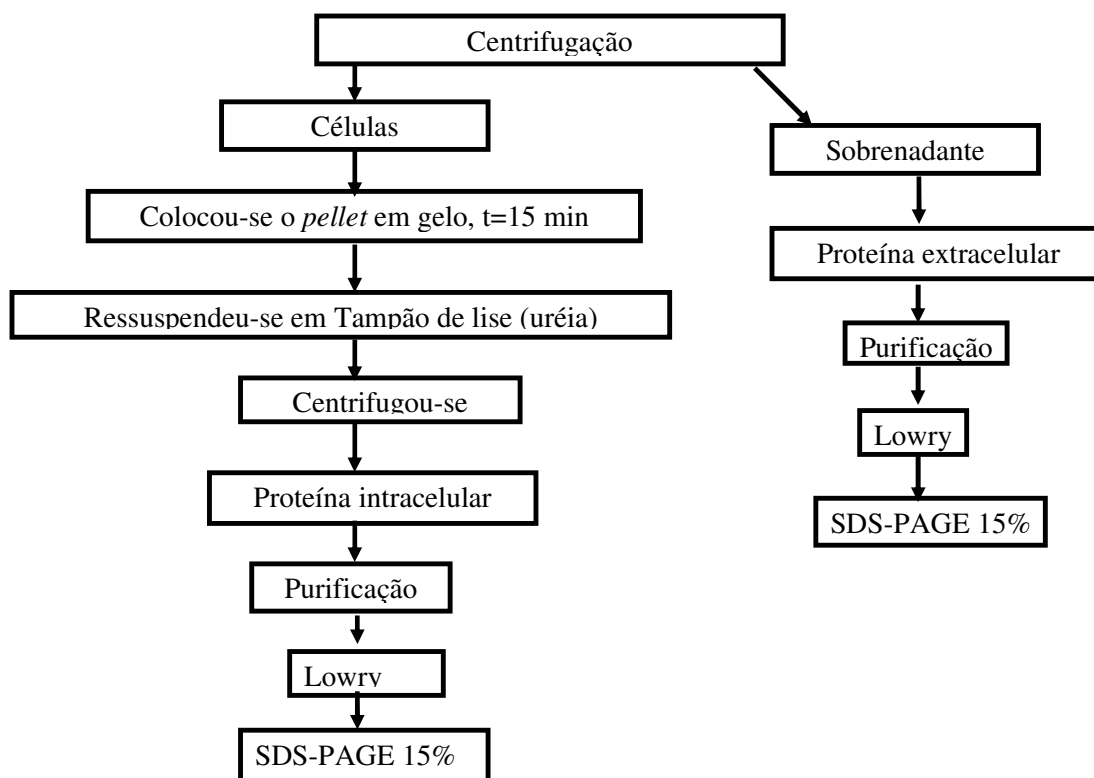 Centrifugação
Células
Sobrenadante
Colocou-se o pellet em gelo, t=15 min
Proteína extracelular
Ressuspendeu-se em Tampão de lise (uréia)
Purificação
Centrifugou-se
Lowry
Proteína intracelular
SDS-PAGE 15%
Purificação
Lowry
SDS-PAGE 15%